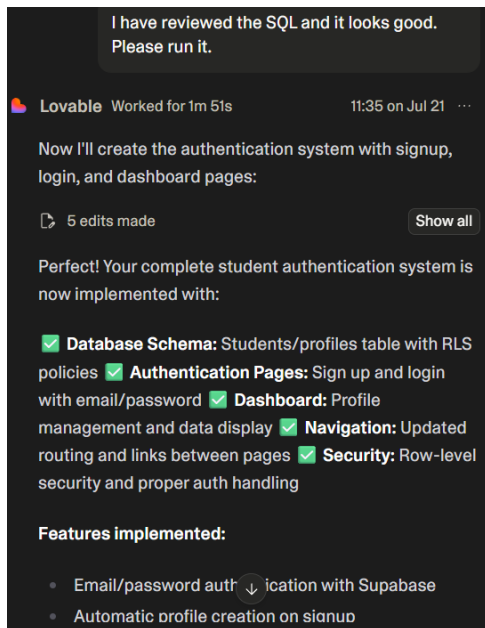 I have reviewed the SQL and it looks good.
Please run it.
Lovable Worked for 1m 51s 11:35 on Jul 21 ...
Now I'll create the authentication system with signup,
login, and dashboard pages:
5 edits made Show all
Perfect! Your complete student authentication system is
now implemented with:
✅ Database Schema: Students/profiles table with RLS
policies ✅ Authentication Pages: Sign up and login
with email/password ✅ Dashboard: Profile
management and data display ✅ Navigation: Updated
routing and links between pages ✅ Security: Row-level
security and proper auth handling
Features implemented:
• Email/password authentication with Supabase
• Automatic profile creation on signup